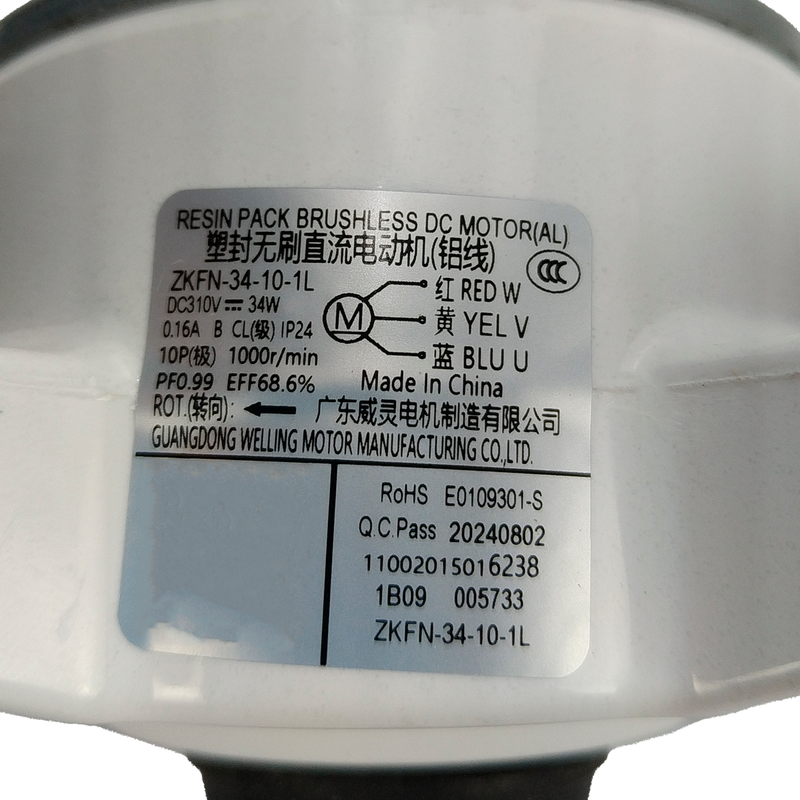 RESIN PACK BRUSHLESS DC MOTOR(AL)
塑封无刷直流电动机(铝线)
ZKFN-34-10-1L
CCC
DC310V⎓ 34W
0.16A B CL(级) IP24
10P(极) 1000r/min
PF0.99 EFF68.6%
M
红 RED W
黄 YEL V
蓝 BLU U
Made In China
ROT.(转向): ← 广东威灵电机制造有限公司
GUANGDONG WELLING MOTOR MANUFACTURING CO.,LTD.
RoHS E0109301-S
Q.C.Pass 20240802
11002015016238
1B09 005733
ZKFN-34-10-1L